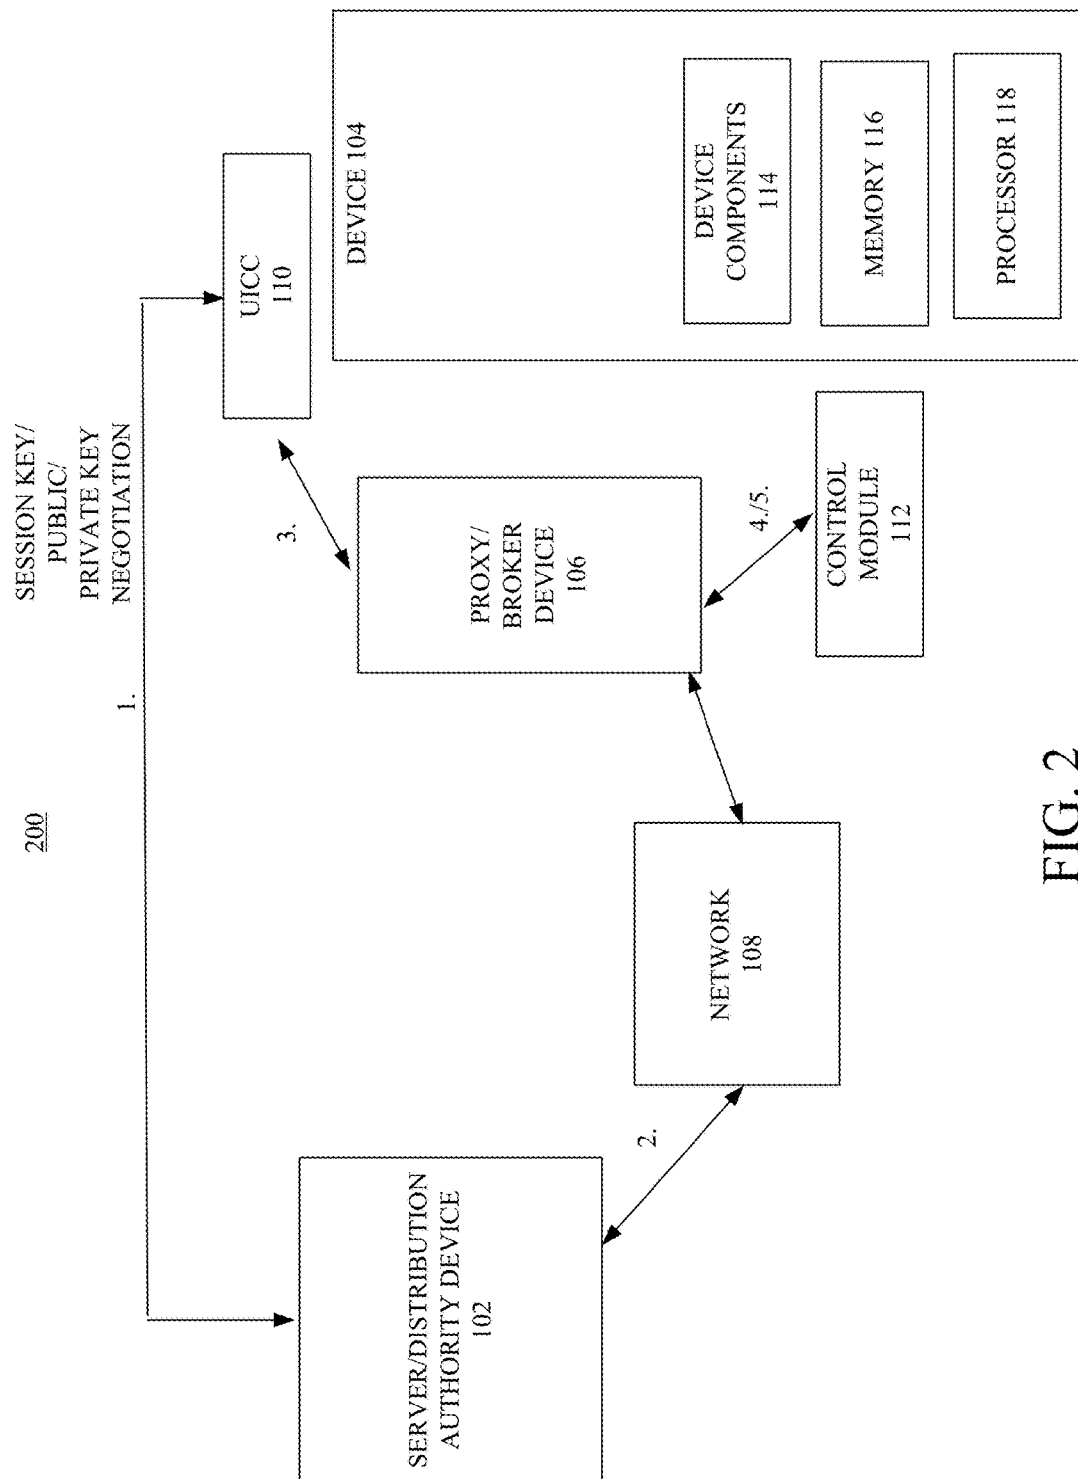 200
SESSION KEY/
PUBLIC/
PRIVATE KEY
NEGOTIATION
1.
SERVER/DISTRIBUTION
AUTHORITY DEVICE
102
2.
NETWORK
108
PROXY/
BROKER
DEVICE
106
3.
4./5.
UICC
110
CONTROL
MODULE
112
DEVICE 104
DEVICE
COMPONENTS
114
MEMORY 116
PROCESSOR 118
FIG. 2